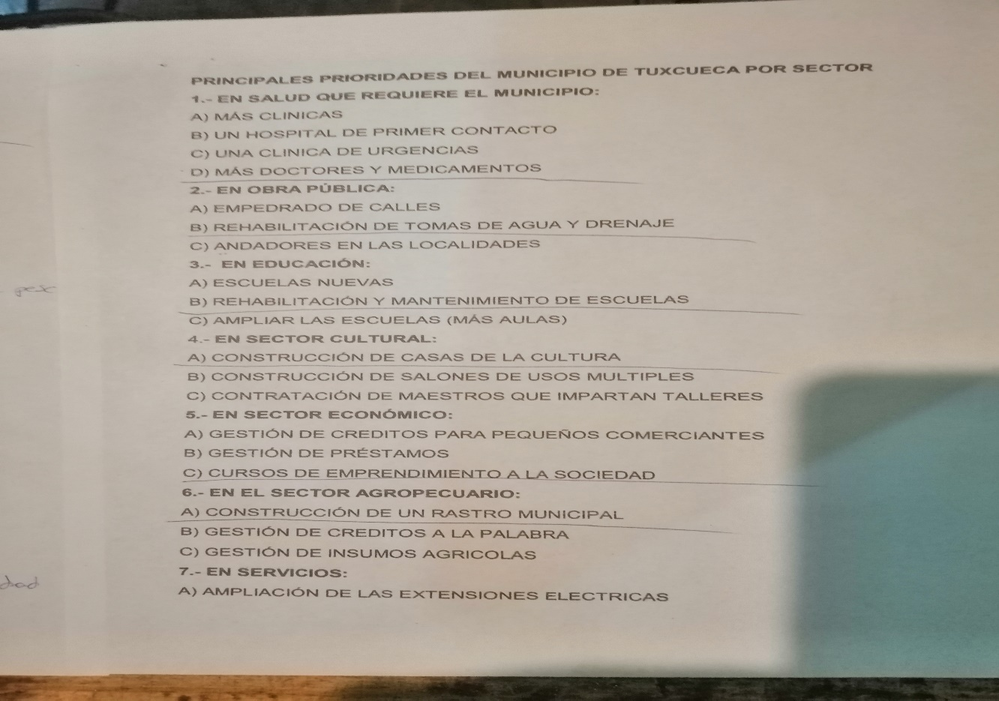 PRINCIPALES PRIORIDADES DEL MUNICIPIO DE TUXCUECA POR SECTOR
1.- EN SALUD QUE REQUIERE EL MUNICIPIO:
A) MÁS CLINICAS
B) UN HOSPITAL DE PRIMER CONTACTO
C) UNA CLINICA DE URGENCIAS
D) MÁS DOCTORES Y MEDICAMENTOS
2.- EN OBRA PÚBLICA:
A) EMPEDRADO DE CALLES
B) REHABILITACIÓN DE TOMAS DE AGUA Y DRENAJE
C) ANDADORES EN LAS LOCALIDADES
3.- EN EDUCACIÓN:
A) ESCUELAS NUEVAS
B) REHABILITACIÓN Y MANTENIMIENTO DE ESCUELAS
C) AMPLIAR LAS ESCUELAS (MÁS AULAS)
4.- EN SECTOR CULTURAL:
A) CONSTRUCCIÓN DE CASAS DE LA CULTURA
B) CONSTRUCCIÓN DE SALONES DE USOS MULTIPLES
C) CONTRATACIÓN DE MAESTROS QUE IMPARTAN TALLERES
5.- EN SECTOR ECONÓMICO:
A) GESTIÓN DE CREDITOS PARA PEQUEÑOS COMERCIANTES
B) GESTIÓN DE PRÉSTAMOS
C) CURSOS DE EMPRENDIMIENTO A LA SOCIEDAD
6.- EN EL SECTOR AGROPECUARIO:
A) CONSTRUCCIÓN DE UN RASTRO MUNICIPAL
B) GESTIÓN DE CREDITOS A LA PALABRA
C) GESTIÓN DE INSUMOS AGRICOLAS
7.- EN SERVICIOS:
A) AMPLIACIÓN DE LAS EXTENSIONES ELECTRICAS
dad